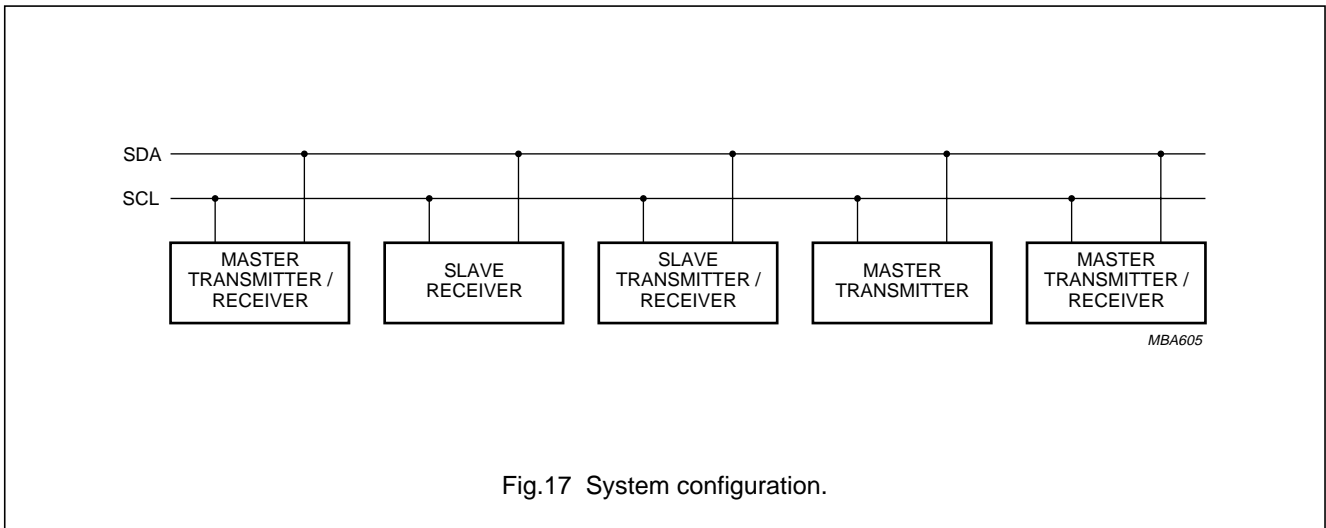 SDA
SCL
MASTER
TRANSMITTER /
RECEIVER
SLAVE
RECEIVER
SLAVE
TRANSMITTER /
RECEIVER
MASTER
TRANSMITTER
MASTER
TRANSMITTER /
RECEIVER
MBA605
Fig.17 System configuration.